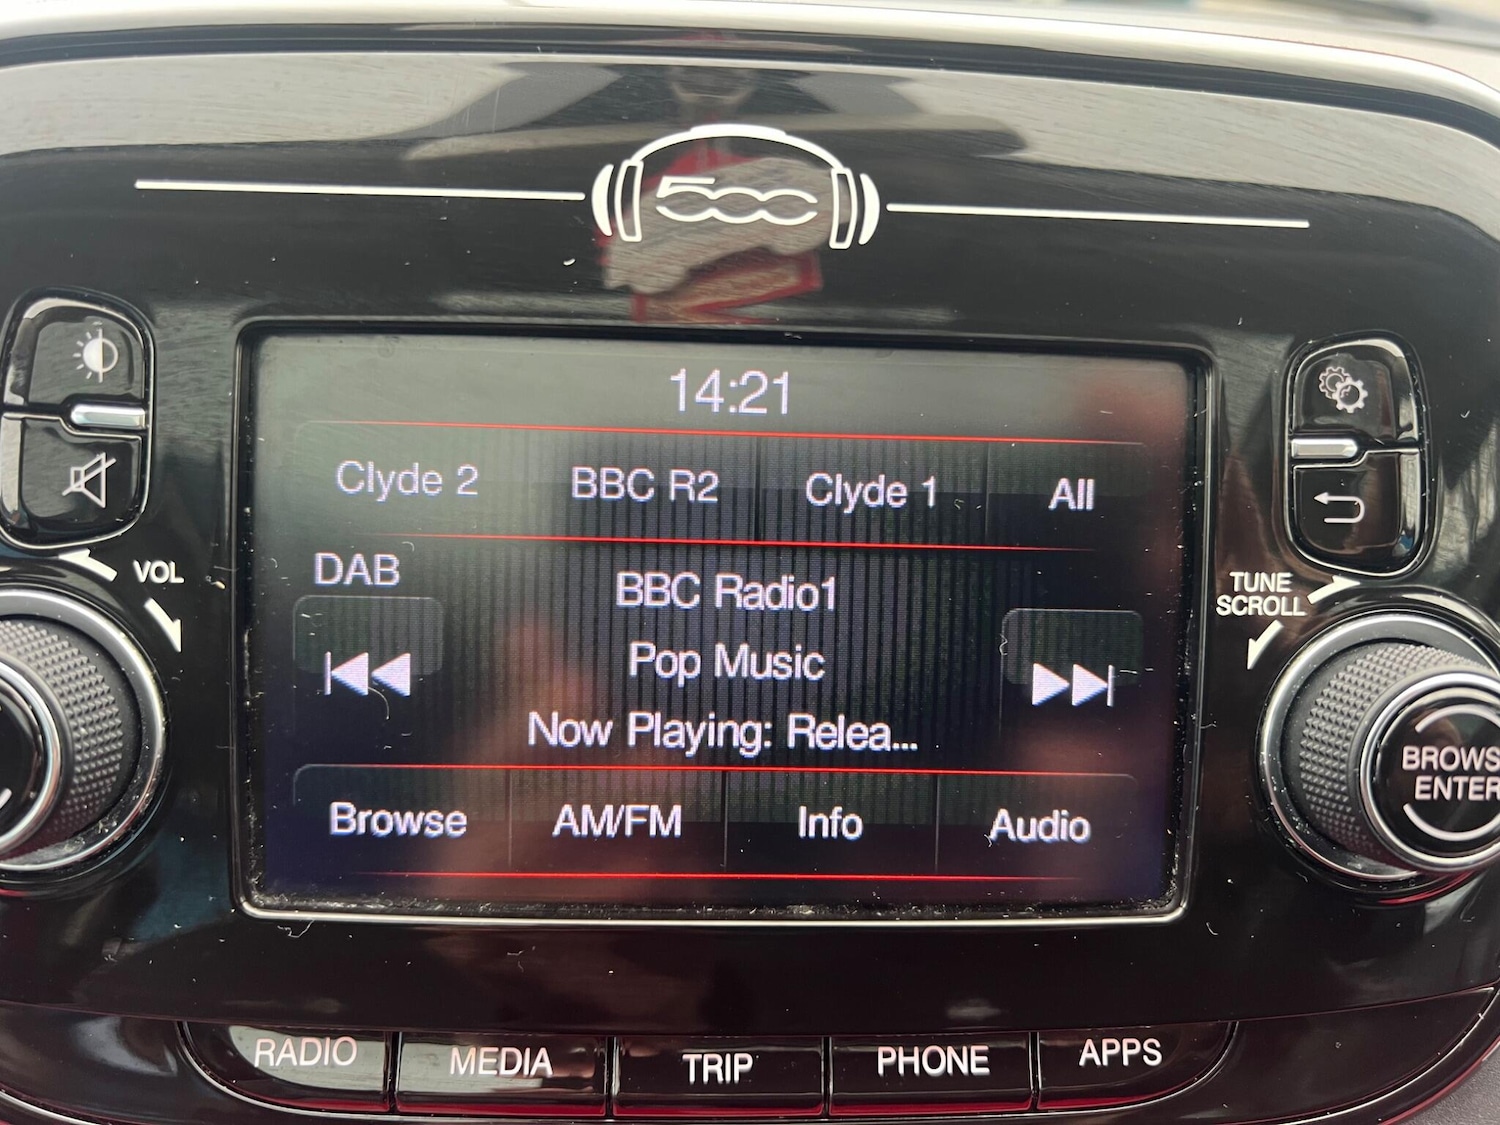 500
14:21
Clyde 2 BBC R2 Clyde 1 All
DAB
BBC Radio1
Pop Music
Now Playing: Relea...
Browse AM/FM Info Audio
VOL
TUNE
SCROLL
BROWS
ENTER
RADIO MEDIA TRIP PHONE APPS